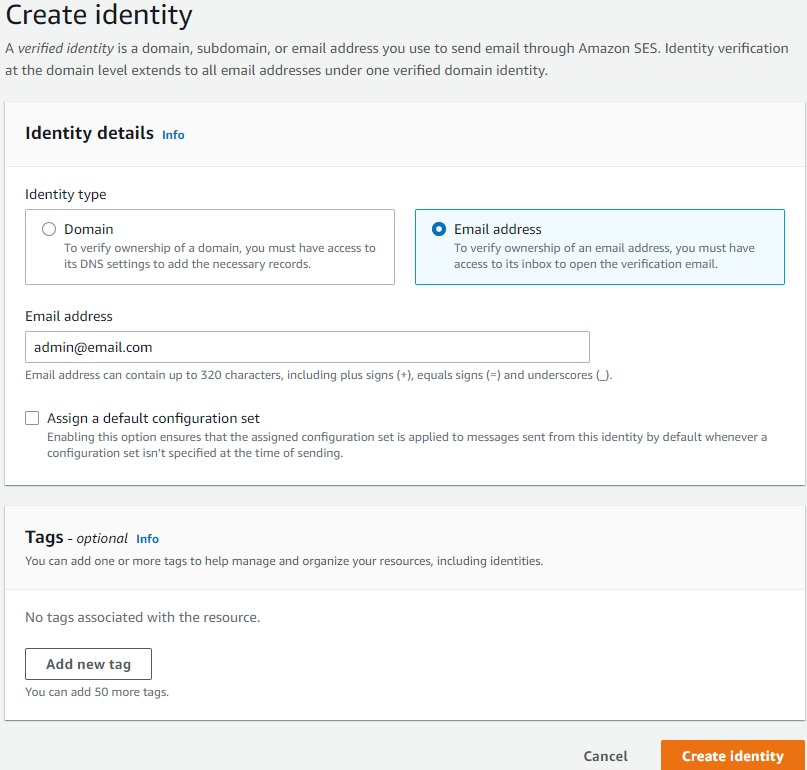 Create identity
A verified identity is a domain, subdomain, or email address you use to send email through Amazon SES. Identity verification
at the domain level extends to all email addresses under one verified domain identity.
Identity details Info
Identity type
Domain
To verify ownership of a domain, you must have access to
its DNS settings to add the necessary records.
Email address
To verify ownership of an email address, you must have
access to its inbox to open the verification email.
Email address
admin@email.com
Email address can contain up to 320 characters, including plus signs (+), equals signs (=) and underscores (_).
Assign a default configuration set
Enabling this option ensures that the assigned configuration set is applied to messages sent from this identity by default whenever a
configuration set isn't specified at the time of sending.
Tags - optional Info
You can add one or more tags to help manage and organize your resources, including identities.
No tags associated with the resource.
Add new tag
You can add 50 more tags.
Cancel Create identity